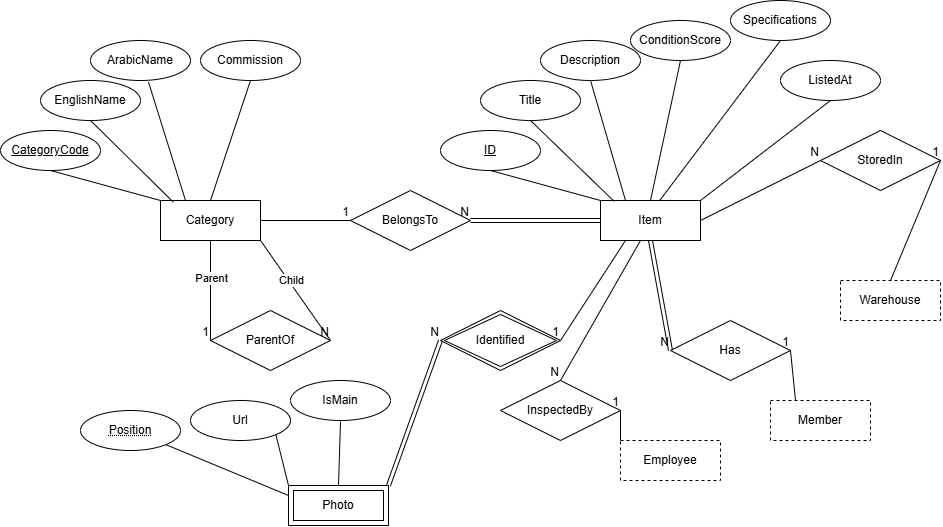 Specifications
ConditionScore
ArabicName
Commission
Description
ListedAt
EnglishName
Title
CategoryCode
ID
N
StoredIn
1
Category
1
BelongsTo
N
Item
Parent
Child
Warehouse
1
ParentOf
N
N
Identified
1
N
Has
1
IsMain
N
InspectedBy
1
Member
Position
Url
Employee
Photo